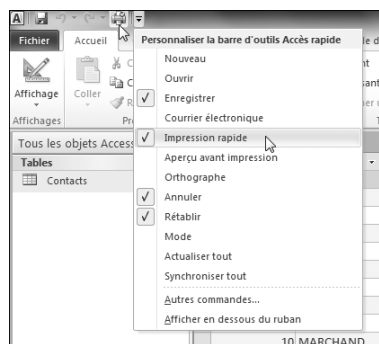 A
Fichier
Accueil
Personnaliser la barre d'outils Accès rapide
Nouveau
Ouvrir
Enregistrer
Courrier électronique
Impression rapide
Aperçu avant impression
Orthographe
Annuler
Rétablir
Mode
Actualiser tout
Synchroniser tout
Autres commandes...
Afficher en dessous du ruban
Affichage
Coller
Affichages
Tous les objets Access
Tables
Contacts
10 MARCHAND